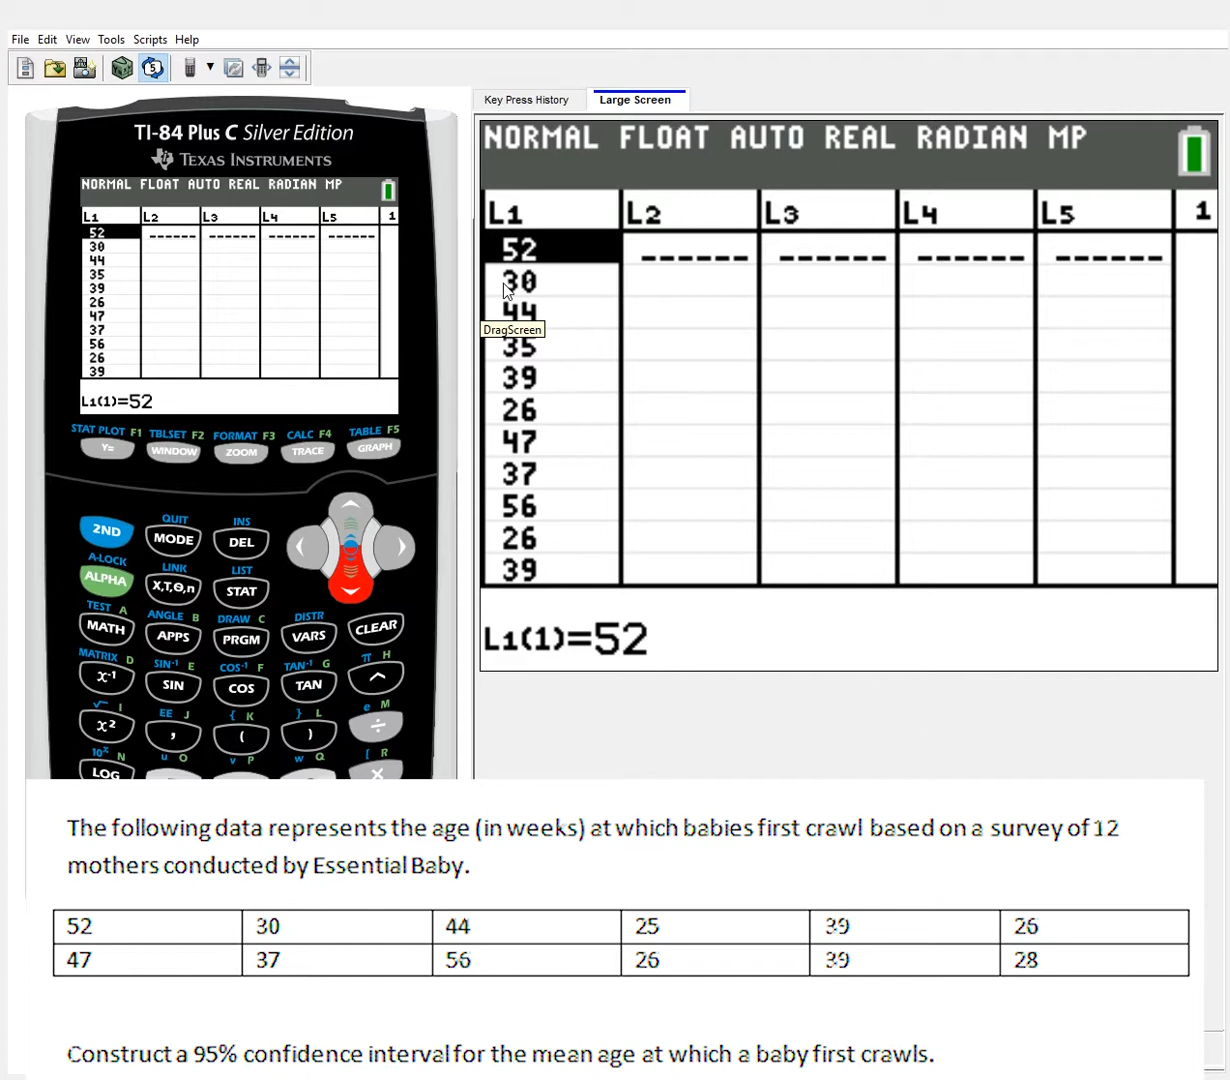 File Edit View Tools Scripts Help
5
Key Press History Large Screen
TI-84 Plus C Silver Edition
TEXAS INSTRUMENTS
NORMAL FLOAT AUTO REAL RADIAN MP
L1 L2 L3 L4 L5 1
52 ------ ------ ------ ------
30
44
35
39
26
47
37
56
26
39
L1(1)=52
STAT PLOT F1 TBLSET F2 FORMAT F3 CALC F4 TABLE F5
Y= WINDOW ZOOM TRACE GRAPH
QUIT INS
2ND MODE DEL
A-LOCK LINK LIST
ALPHA X,T,Θ,n STAT
TEST A ANGLE B DRAW C DISTR
MATH APPS PRGM VARS CLEAR
MATRIX D SIN⁻¹ E COS⁻¹ F TAN⁻¹ G π H
x⁻¹ SIN COS TAN ^
√ I EE J { K } L e M
x² , ( ) ÷
10ˣ N u O v P w Q [ R
LOG ×
NORMAL FLOAT AUTO REAL RADIAN MP
L1 L2 L3 L4 L5 1
52 ------ ------ ------ ------
30
44
DragScreen
35
39
26
47
37
56
26
39
L1(1)=52
The following data represents the age (in weeks) at which babies first crawl based on a survey of 12
mothers conducted by Essential Baby.
52 30 44 25 39 26
47 37 56 26 39 28
Construct a 95% confidence interval for the mean age at which a baby first crawls.